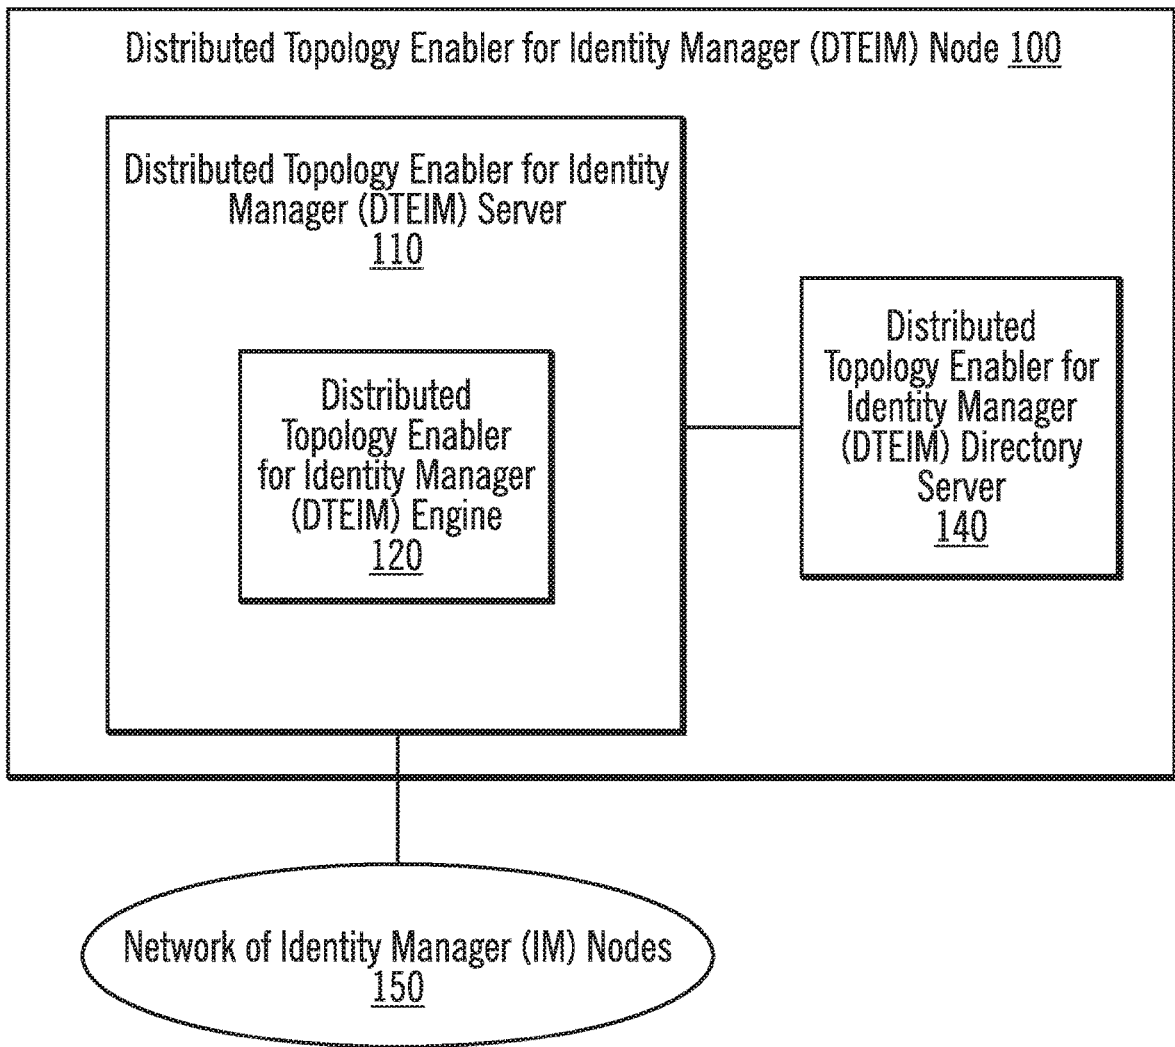 Distributed Topology Enabler for Identity Manager (DTEIM) Node 100
Distributed Topology Enabler for Identity
Manager (DTEIM) Server
110
Distributed
Topology Enabler
for Identity Manager
(DTEIM) Engine
120
Distributed
Topology Enabler for
Identity Manager
(DTEIM) Directory
Server
140
Network of Identity Manager (IM) Nodes
150